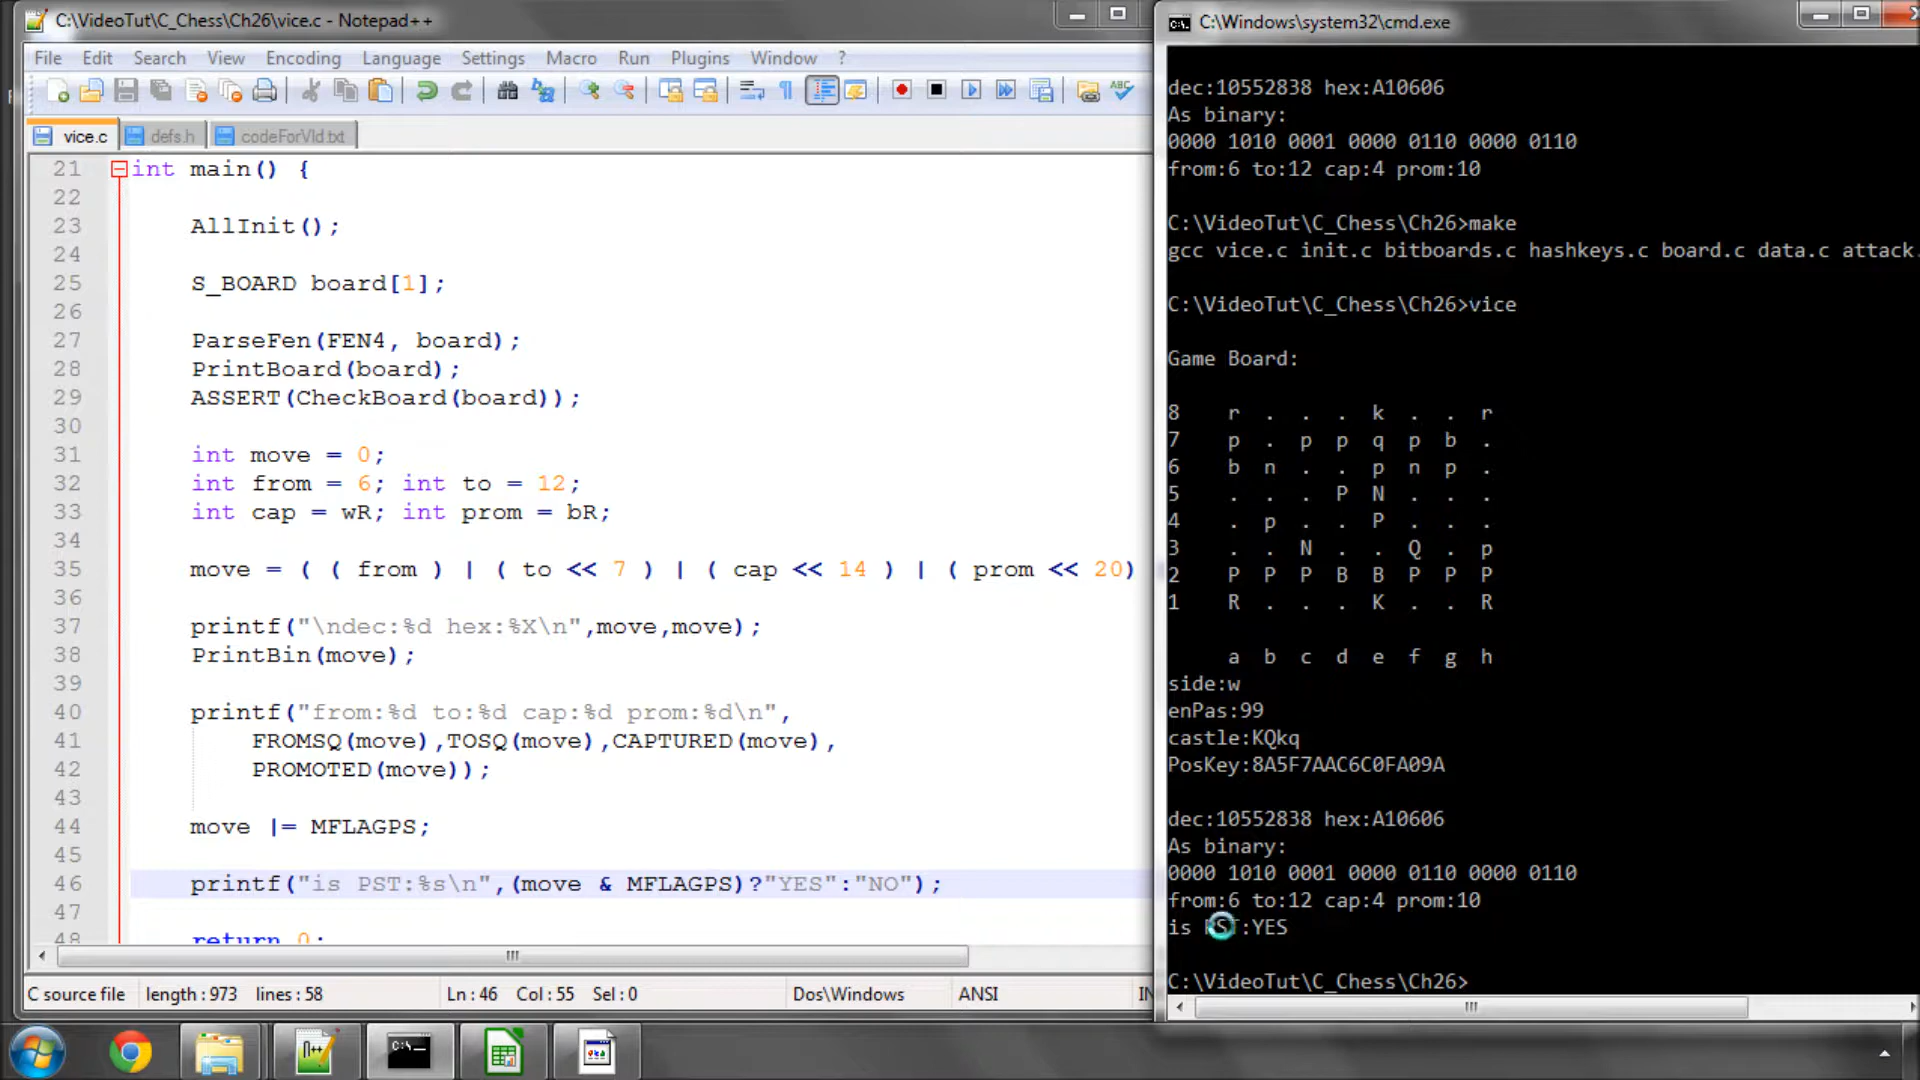 C:\VideoTut\C_Chess\Ch26\vice.c - Notepad++
File Edit Search View Encoding Language Settings Macro Run Plugins Window ?
vice.c defs.h codeForVid.txt
21 int main() {
22
23 AllInit();
24
25 S_BOARD board[1];
26
27 ParseFen(FEN4, board);
28 PrintBoard(board);
29 ASSERT(CheckBoard(board));
30
31 int move = 0;
32 int from = 6; int to = 12;
33 int cap = wR; int prom = bR;
34
35 move = ( ( from ) | ( to << 7 ) | ( cap << 14 ) | ( prom << 20)
36
37 printf("\ndec:%d hex:%X\n",move,move);
38 PrintBin(move);
39
40 printf("from:%d to:%d cap:%d prom:%d\n",
41 FROMSQ(move),TOSQ(move),CAPTURED(move),
42 PROMOTED(move));
43
44 move |= MFLAGPS;
45
46 printf("is PST:%s\n",(move & MFLAGPS)?"YES":"NO");
47
48 return 0;
C source file length : 973 lines : 58 Ln : 46 Col : 55 Sel : 0 Dos\Windows ANSI
C:\Windows\system32\cmd.exe
dec:10552838 hex:A10606
As binary:
0000 1010 0001 0000 0110 0000 0110
from:6 to:12 cap:4 prom:10
C:\VideoTut\C_Chess\Ch26>make
gcc vice.c init.c bitboards.c hashkeys.c board.c data.c attack.
C:\VideoTut\C_Chess\Ch26>vice
Game Board:
8 r . . . k . . r
7 p . p p q p b .
6 b n . . p n p .
5 . . . P N . . .
4 . p . . P . . .
3 . . N . . Q . p
2 P P P B B P P P
1 R . . . K . . R
a b c d e f g h
side:w
enPas:99
castle:KQkq
PosKey:8A5F7AAC6C0FA09A
dec:10552838 hex:A10606
As binary:
0000 1010 0001 0000 0110 0000 0110
from:6 to:12 cap:4 prom:10
is PST:YES
C:\VideoTut\C_Chess\Ch26>